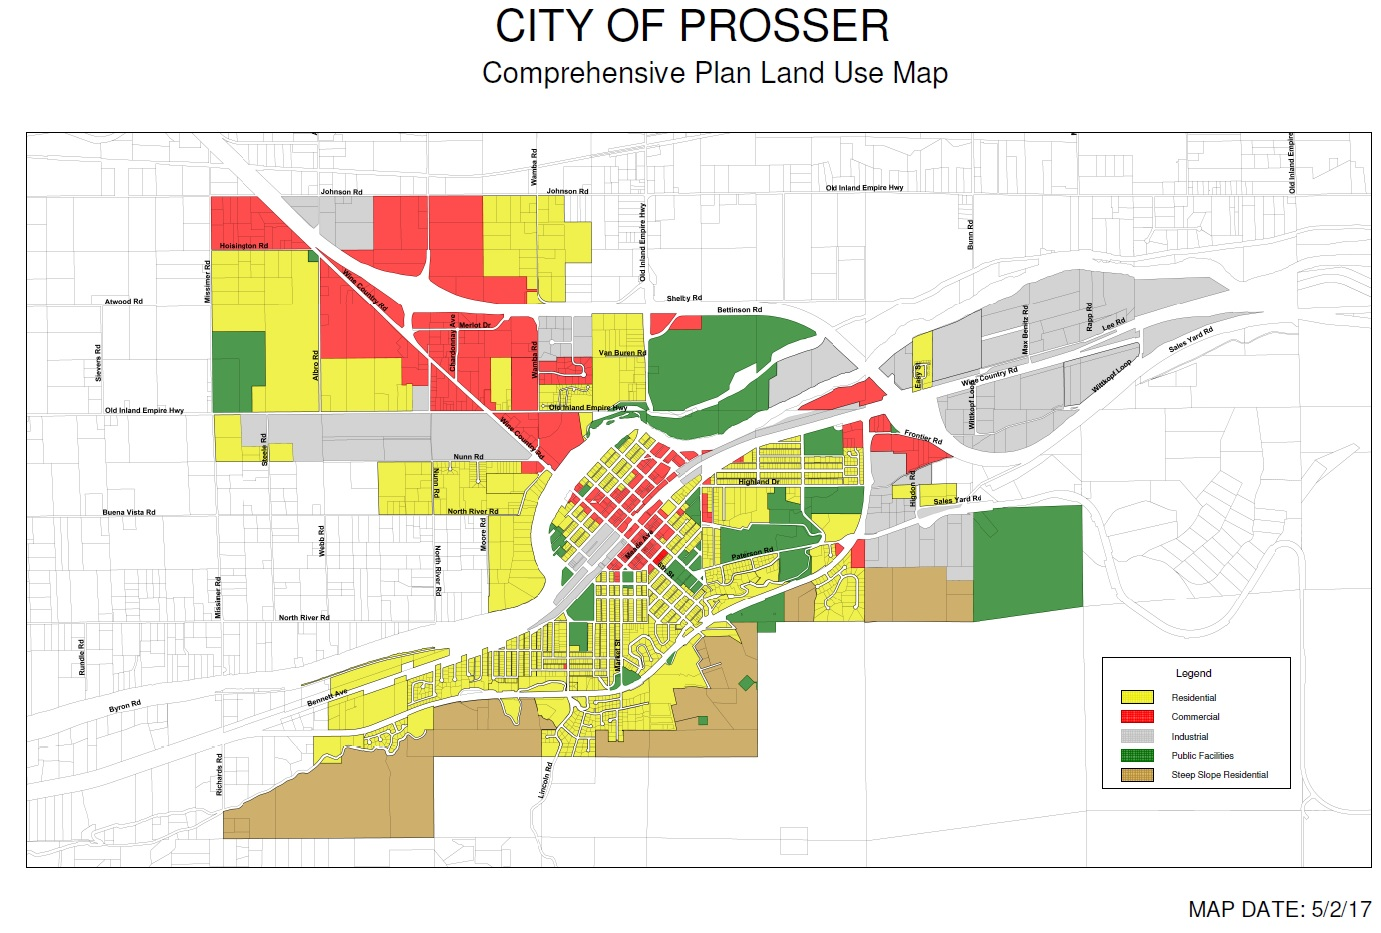 CITY OF PROSSER
Comprehensive Plan Land Use Map
Wamba Rd
Old Inland Empire
Johnson Rd
Johnson Rd
Old Inland Empire Hwy
Old Inland Empire Hwy
Bunn Rd
Hoisington Rd
Missimer Rd
Wine Country Rd
Atwood Rd
Shelby Rd
Bettinson Rd
Merlot Dr
Chardonnay Ave
Wamba Rd
Max Benitz Rd
Rapp Rd
Lee Rd
Sales Yard Rd
Sievers Rd
Albro Rd
Van Buren Rd
Easy St
Wine Country Rd
Wittkopf Loop
Wittkopf Loop
Old Inland Empire Hwy
Old Inland Empire Hwy
Wine Country Rd
Steele Rd
Frontier Rd
Nunn Rd
Nunn Rd
Highland Dr
Higdon Rd
Sales Yard Rd
Buena Vista Rd
North River Rd
Webb Rd
Moore Rd
Meade Ave
Paterson Rd
North River Rd
6th St
Missimer Rd
North River Rd
Rundle Rd
Market St
Bennett Ave
Byron Rd
Richards Rd
Lincoln Rd
Legend
Residential
Commercial
Industrial
Public Facilities
Steep Slope Residential
MAP DATE: 5/2/17